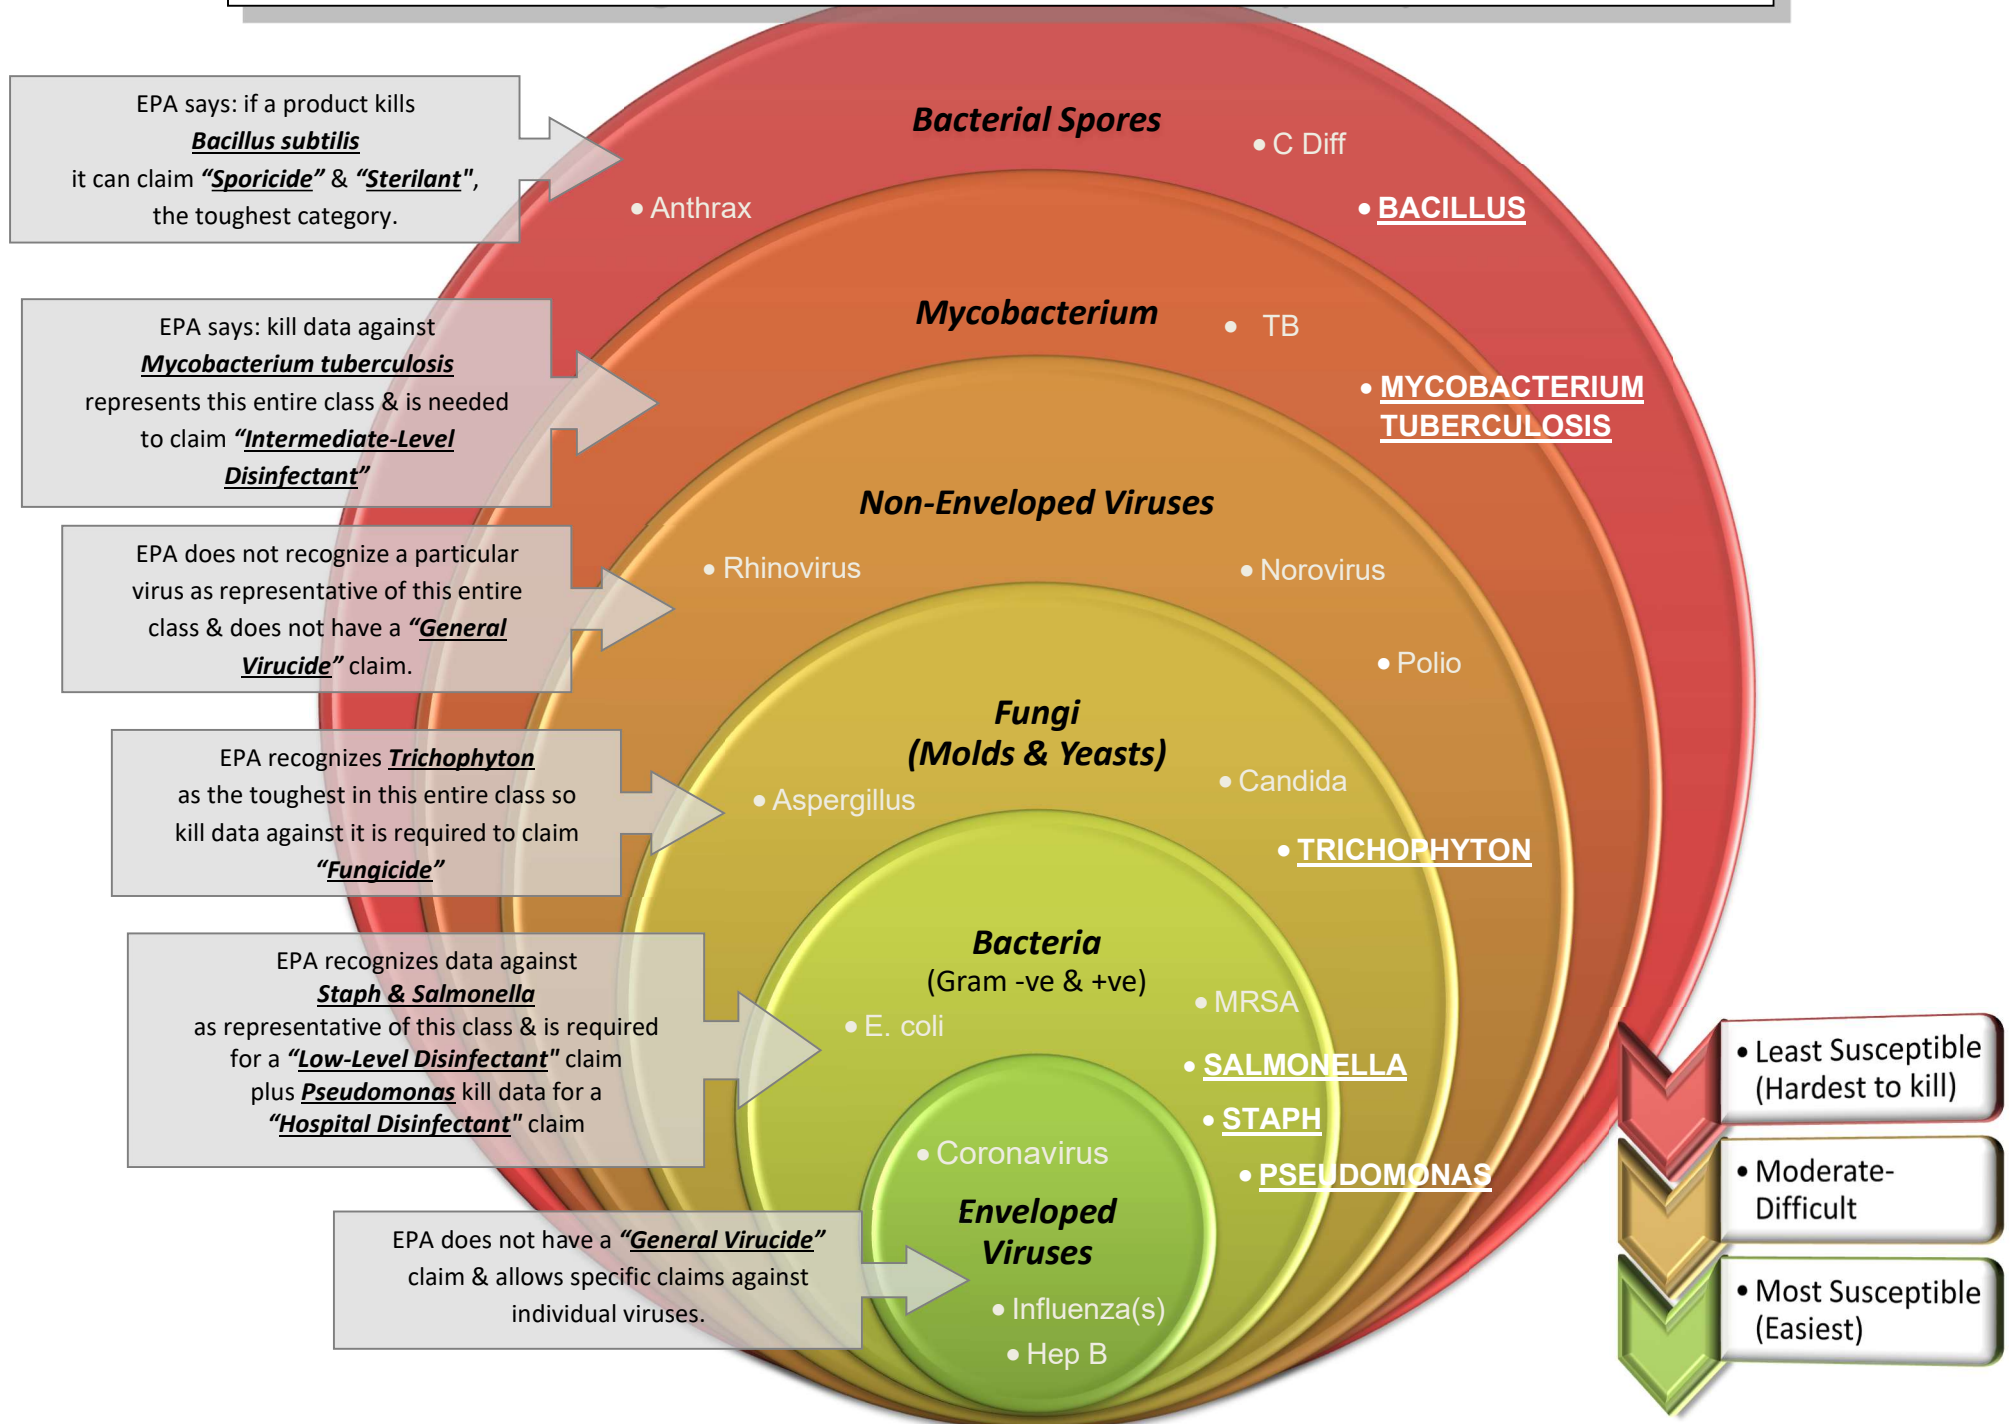 EPA says: if a product kills
Bacillus subtilis
it can claim “Sporicide” & “Sterilant",
the toughest category.
Bacterial Spores
• C Diff
• Anthrax
• BACILLUS
EPA says: kill data against
Mycobacterium tuberculosis
represents this entire class & is needed
to claim “Intermediate-Level
Disinfectant”
Mycobacterium
• TB
• MYCOBACTERIUM
TUBERCULOSIS
EPA does not recognize a particular
virus as representative of this entire
class & does not have a “General
Virucide” claim.
Non-Enveloped Viruses
• Rhinovirus
• Norovirus
• Polio
EPA recognizes Trichophyton
as the toughest in this entire class so
kill data against it is required to claim
“Fungicide”
Fungi
(Molds & Yeasts)
• Aspergillus
• Candida
• TRICHOPHYTON
EPA recognizes data against
Staph & Salmonella
as representative of this class & is required
for a “Low-Level Disinfectant" claim
plus Pseudomonas kill data for a
“Hospital Disinfectant" claim
Bacteria
(Gram -ve & +ve)
• E. coli
• MRSA
• SALMONELLA
• STAPH
• PSEUDOMONAS
EPA does not have a “General Virucide”
claim & allows specific claims against
individual viruses.
• Coronavirus
Enveloped
Viruses
• Influenza(s)
• Hep B
• Least Susceptible
(Hardest to kill)
• Moderate-
Difficult
• Most Susceptible
(Easiest)